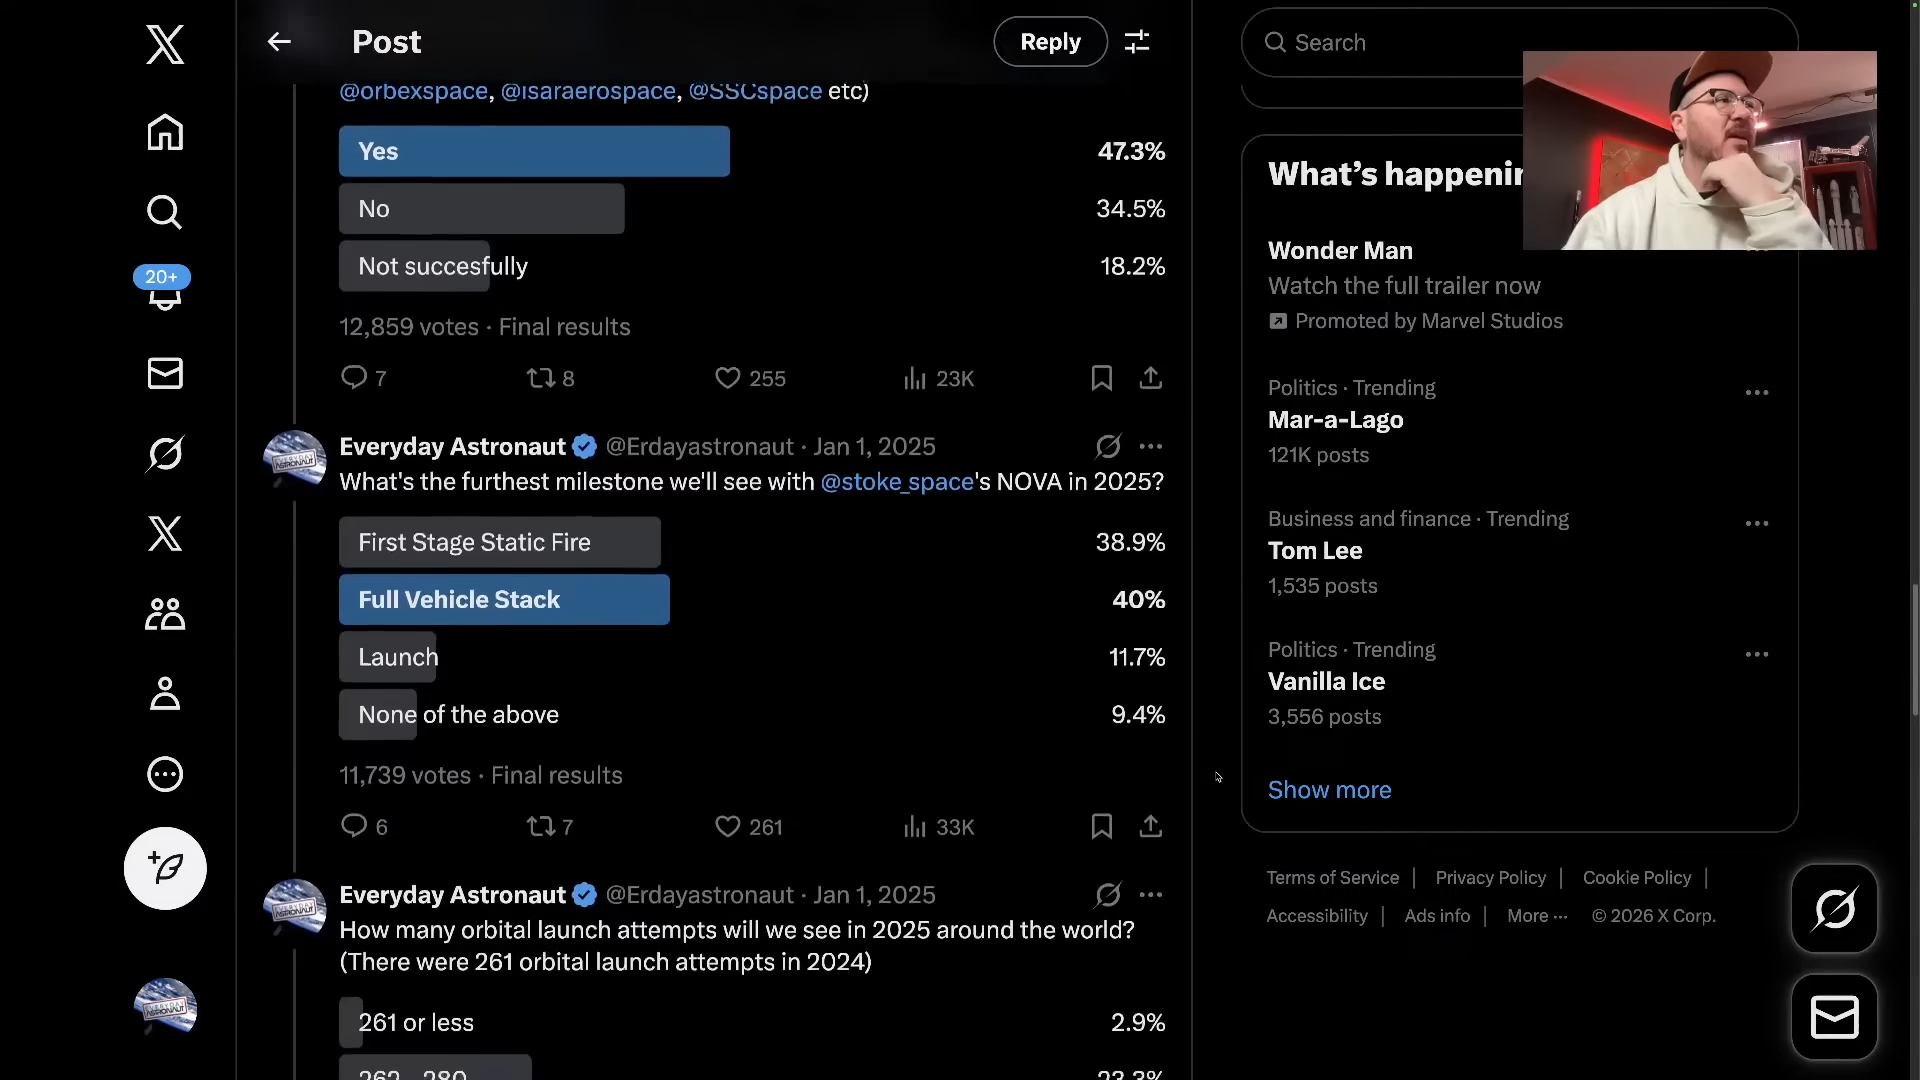 Post
Reply
Search
@orbexspace, @isaraerospace, @SSCspace etc)
Yes 47.3%
No 34.5%
Not succesfully 18.2%
12,859 votes · Final results
7 8 255 23K
20+
Everyday Astronaut @Erdayastronaut · Jan 1, 2025
What's the furthest milestone we'll see with @stoke_space's NOVA in 2025?
First Stage Static Fire 38.9%
Full Vehicle Stack 40%
Launch 11.7%
None of the above 9.4%
11,739 votes · Final results
6 7 261 33K
Everyday Astronaut @Erdayastronaut · Jan 1, 2025
How many orbital launch attempts will we see in 2025 around the world?
(There were 261 orbital launch attempts in 2024)
261 or less 2.9%
262 - 280 23.3%
What's happenin
Wonder Man
Watch the full trailer now
Promoted by Marvel Studios
Politics · Trending
Mar-a-Lago
121K posts
Business and finance · Trending
Tom Lee
1,535 posts
Politics · Trending
Vanilla Ice
3,556 posts
Show more
Terms of Service | Privacy Policy | Cookie Policy |
Accessibility | Ads info | More ··· © 2026 X Corp.